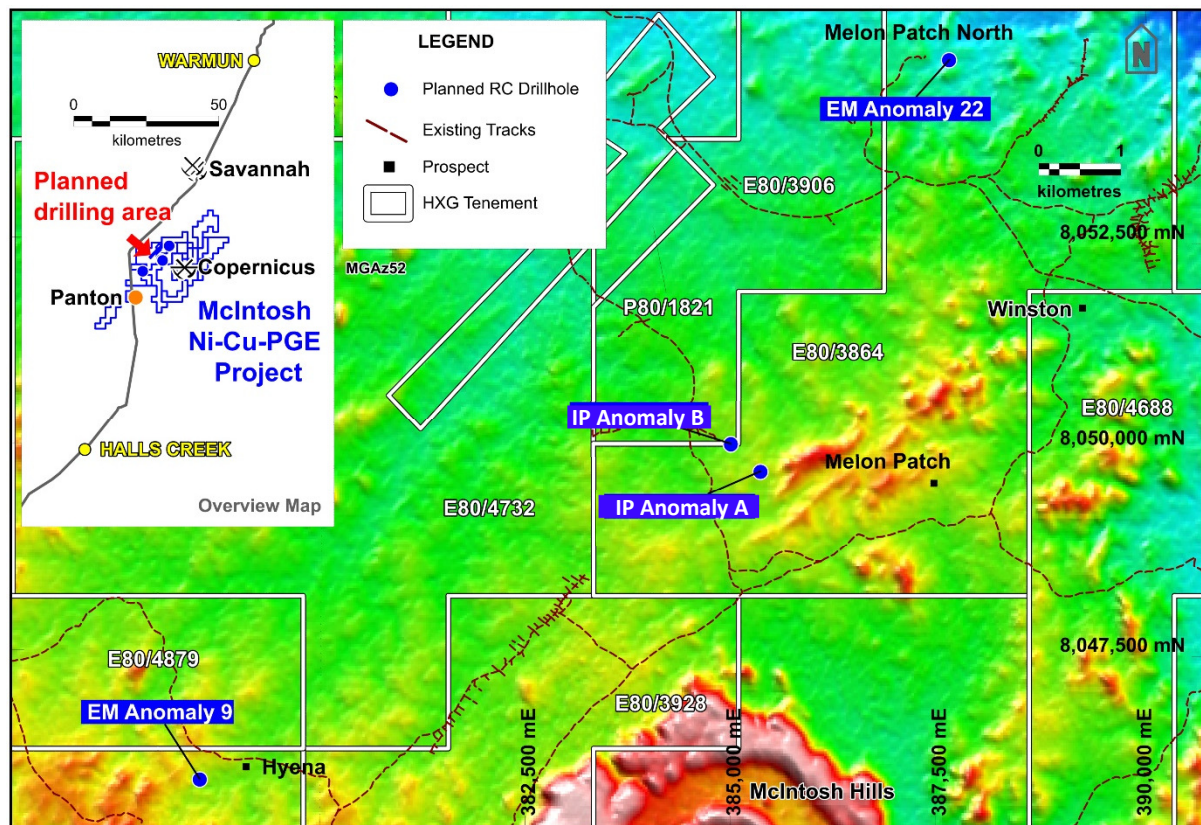 WARMUN
0
50
kilometres
Savannah
Planned
drilling area
Copernicus
Panton
McIntosh
Ni-Cu-PGE
Project
HALLS CREEK
Overview Map
LEGEND
Planned RC Drillhole
Existing Tracks
Prospect
HXG Tenement
MGAz52
Melon Patch North
N
EM Anomaly 22
0
1
kilometres
E80/3906
8,052,500 mN
P80/1821
Winston
E80/3864
E80/4688
IP Anomaly B
8,050,000 mN
Melon Patch
IP Anomaly A
E80/4732
8,047,500 mN
E80/4879
E80/3928
EM Anomaly 9
Hyena
382,500 mE
385,000 mE
387,500 mE
390,000 mE
McIntosh Hills